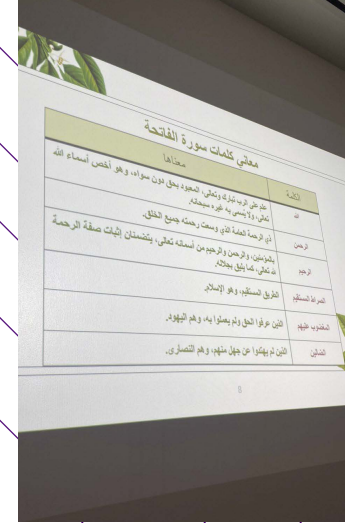 معاني كلمات سورة الفاتحة
الكلمة
معناها
الله
علم على الرب تبارك وتعالى، المعبود بحق دون سواه، وهو أخص أسماء الله
تعالى، ولا يسمى به غيره سبحانه.
الرحمن
ذي الرحمة العامة الذي وسعت رحمته جميع الخلق.
الرحيم
بالمؤمنين، والرحمن والرحيم من أسمائه تعالى، يتضمنان إثبات صفة الرحمة
لله تعالى، كما يليق بجلاله.
الصراط المستقيم
الطريق المستقيم، وهو الإسلام.
المغضوب عليهم
الذين عرفوا الحق ولم يعملوا به، وهم اليهود.
الضالين
الذين لم يهتدوا عن جهل منهم، وهم النصارى.
8